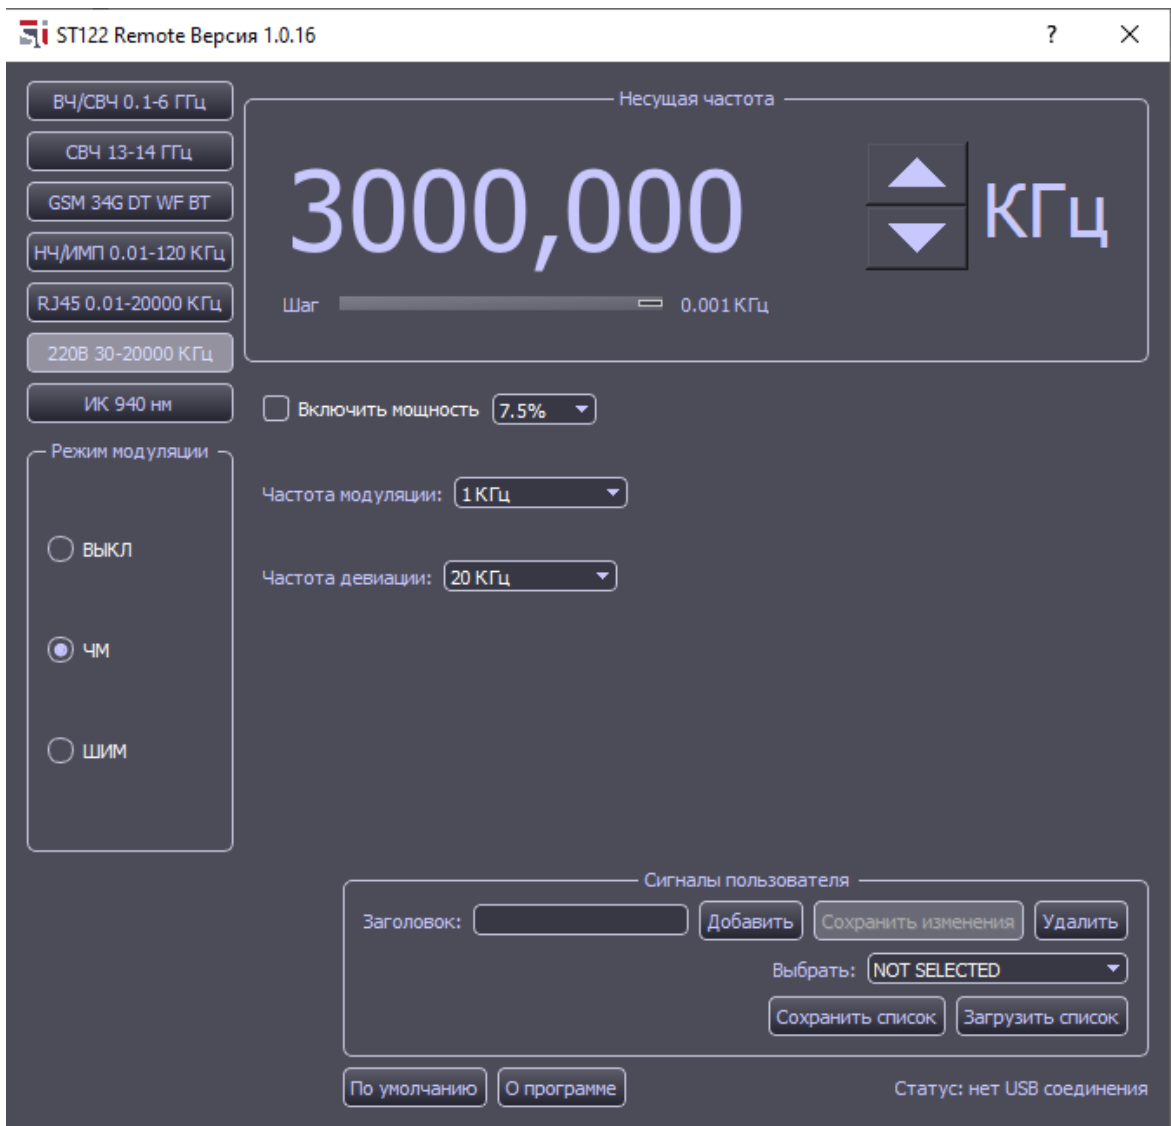 ST122 Remote Версия 1.0.16
ВЧ/СВЧ 0.1-6 ГГц
СВЧ 13-14 ГГц
GSM 34G DT WF BT
НЧ/ИМП 0.01-120 КГц
RJ45 0.01-20000 КГц
220В 30-20000 КГц
ИК 940 нм
Несущая частота
3000,000 КГц
Шаг 0.001 КГц
Включить мощность 7.5%
Частота модуляции: 1 КГц
Частота девиации: 20 КГц
Режим модуляции
ВЫКЛ
ЧМ
ШИМ
Сигналы пользователя
Заголовок: Добавить Сохранить изменения Удалить
Выбрать: NOT SELECTED
Сохранить список Загрузить список
По умолчанию О программе Статус: нет USB соединения